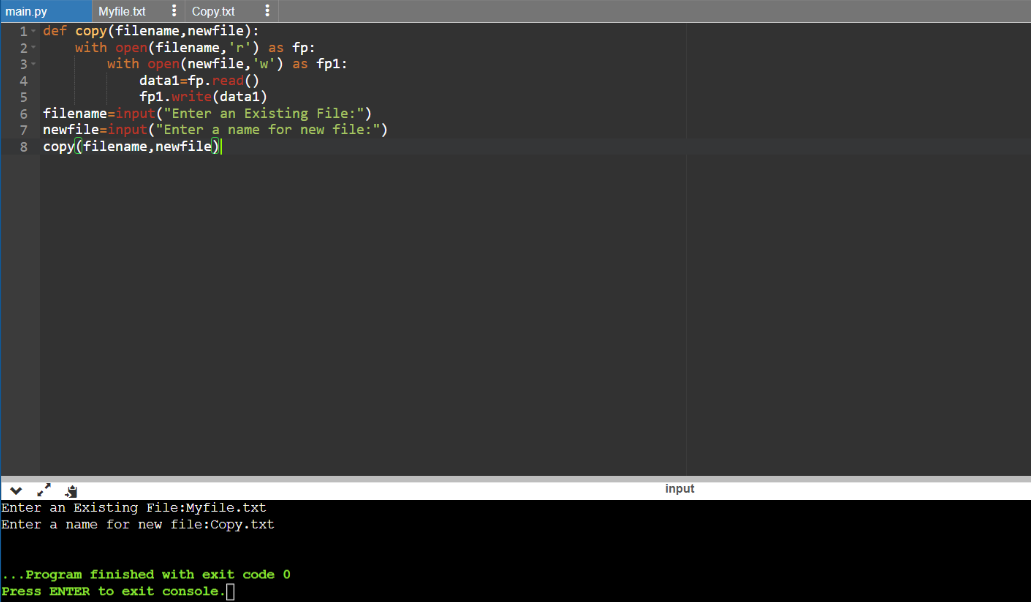 main.py Myfile.txt Copy.txt
1 def copy(filename,newfile):
2     with open(filename,'r') as fp:
3         with open(newfile,'w') as fp1:
4             data1=fp.read()
5             fp1.write(data1)
6 filename=input("Enter an Existing File:")
7 newfile=input("Enter a name for new file:")
8 copy(filename,newfile)
input
Enter an Existing File:Myfile.txt
Enter a name for new file:Copy.txt
...Program finished with exit code 0
Press ENTER to exit console.